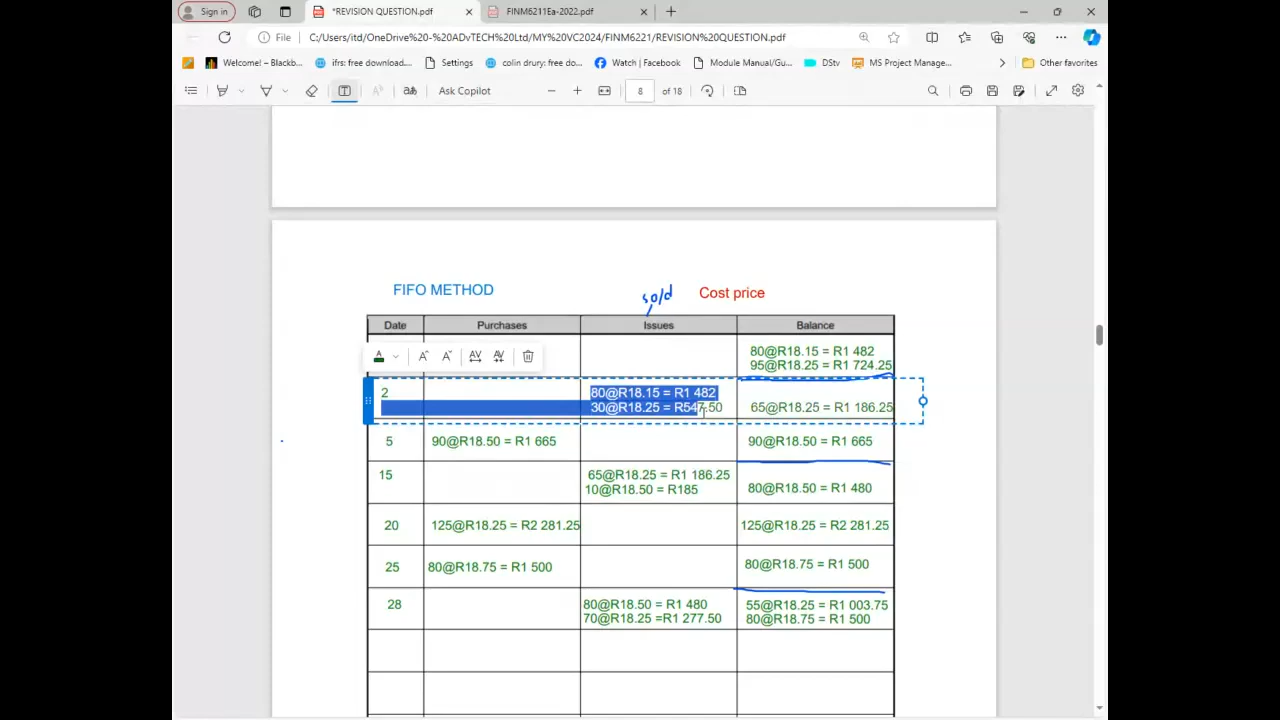 Sign in
*REVISION QUESTION.pdf
FINM6211Ea-2022.pdf
File
C:/Users/itd/OneDrive%20-%20ADvTECH%20Ltd/MY%20VC2024/FINM6221/REVISION%20QUESTION.pdf
Welcome! – Blackb...
ifrs: free download....
Settings
colin drury: free do...
Watch | Facebook
Module Manual/Gu...
DStv
MS Project Manage...
Other favorites
Ask Copilot
8 of 18
FIFO METHOD
sold
Cost price
Date Purchases Issues Balance
80@R18.15 = R1 482
95@R18.25 = R1 724.25
2 80@R18.15 = R1 482
30@R18.25 = R547.50 65@R18.25 = R1 186.25
5 90@R18.50 = R1 665 90@R18.50 = R1 665
15 65@R18.25 = R1 186.25
10@R18.50 = R185 80@R18.50 = R1 480
20 125@R18.25 = R2 281.25 125@R18.25 = R2 281.25
25 80@R18.75 = R1 500 80@R18.75 = R1 500
28 80@R18.50 = R1 480 55@R18.25 = R1 003.75
70@R18.25 =R1 277.50 80@R18.75 = R1 500